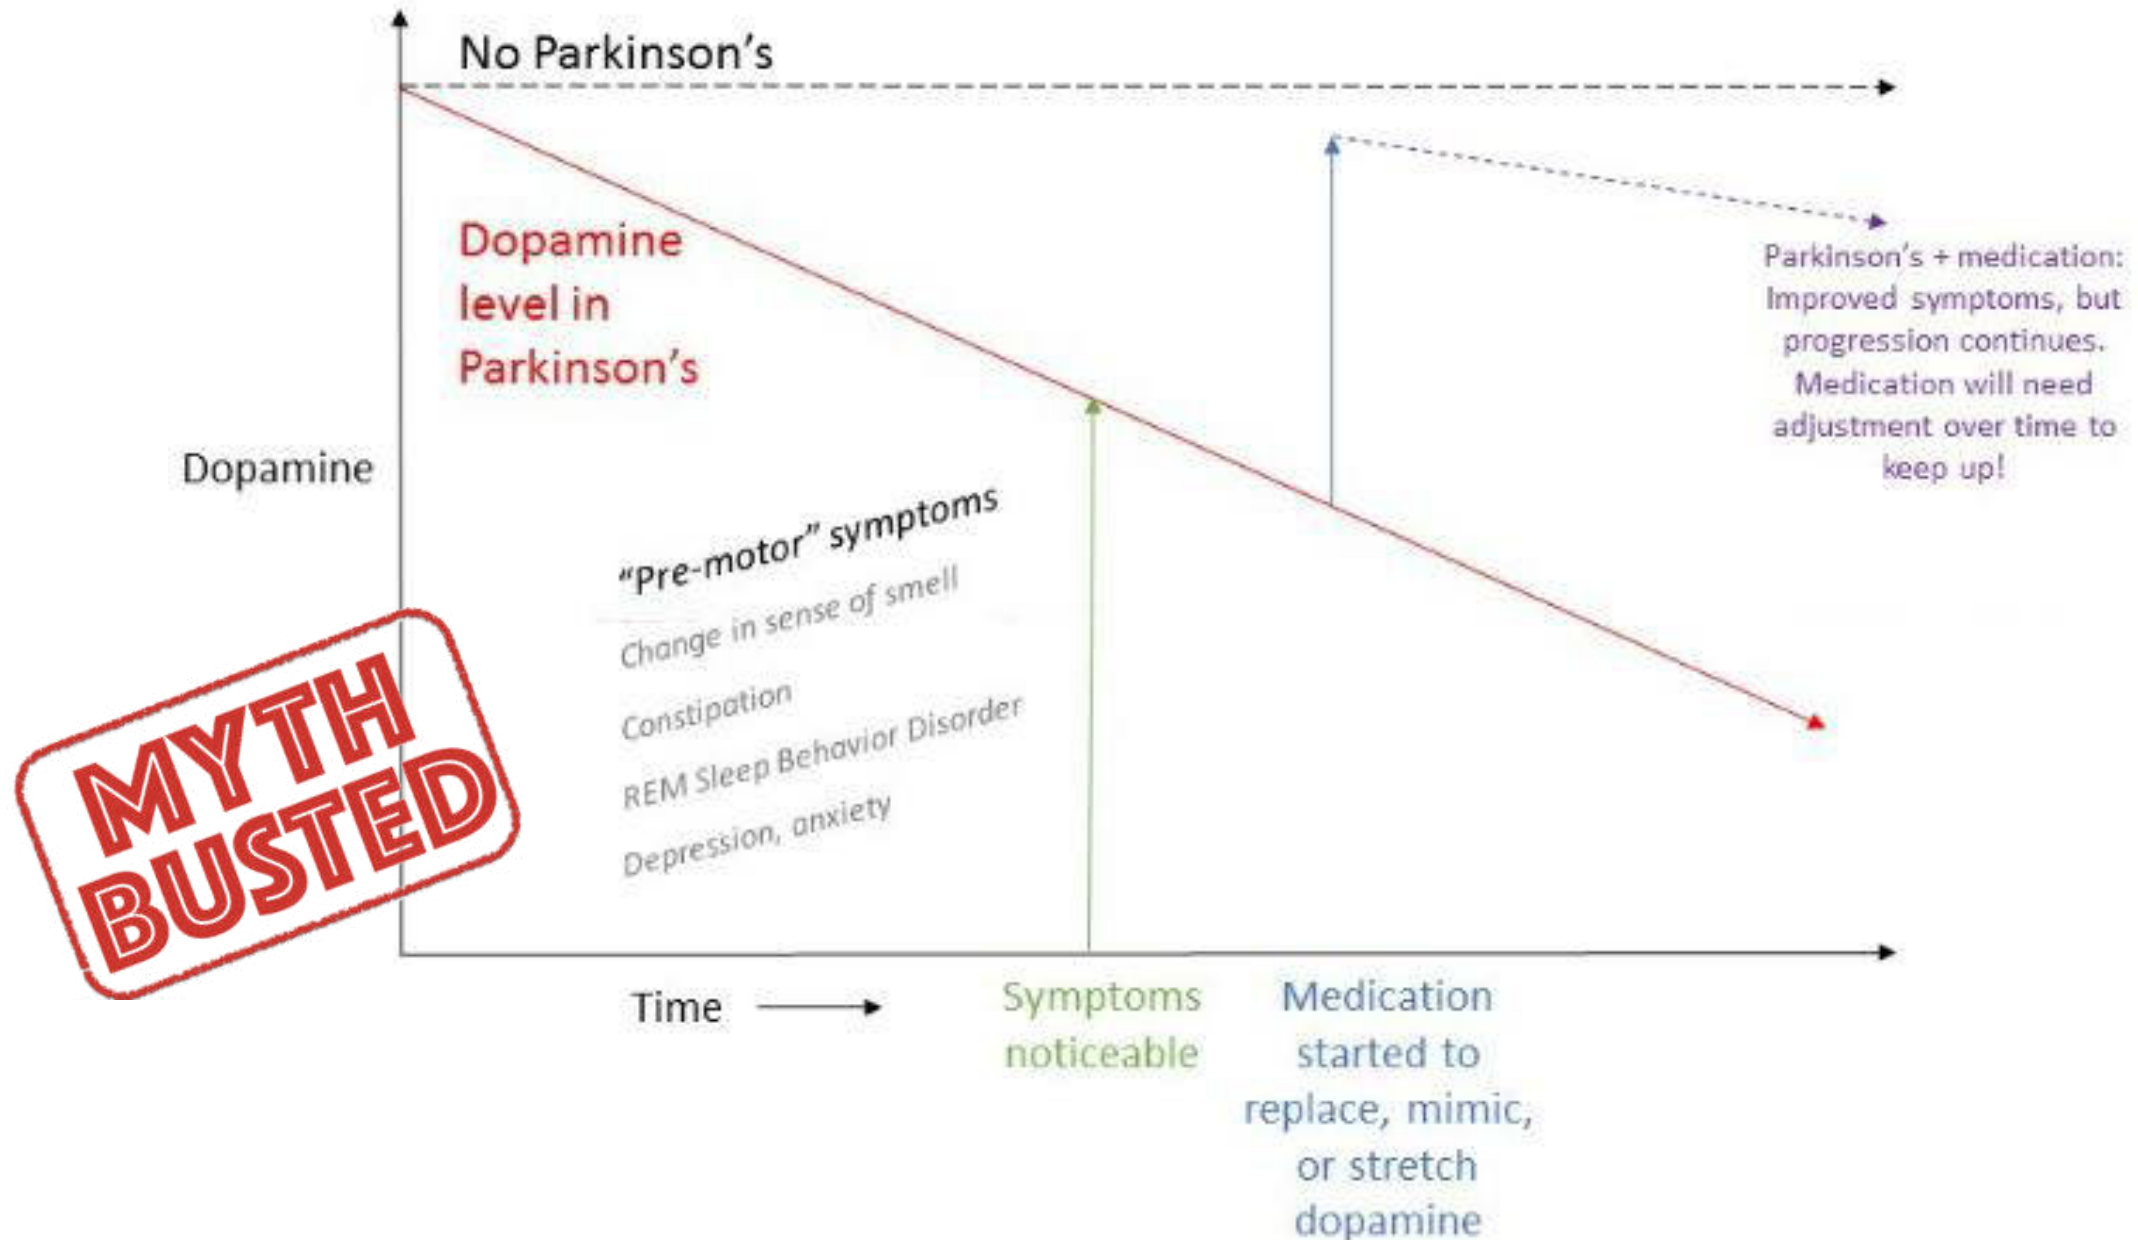 No Parkinson's
Dopamine
level in
Parkinson's
Parkinson's + medication:
Improved symptoms, but
progression continues.
Medication will need
adjustment over time to
keep up!
Dopamine
"Pre-motor" symptoms
Change in sense of smell
Constipation
REM Sleep Behavior Disorder
Depression, anxiety
MYTH
BUSTED
Time
Symptoms
noticeable
Medication
started to
replace, mimic,
or stretch
dopamine